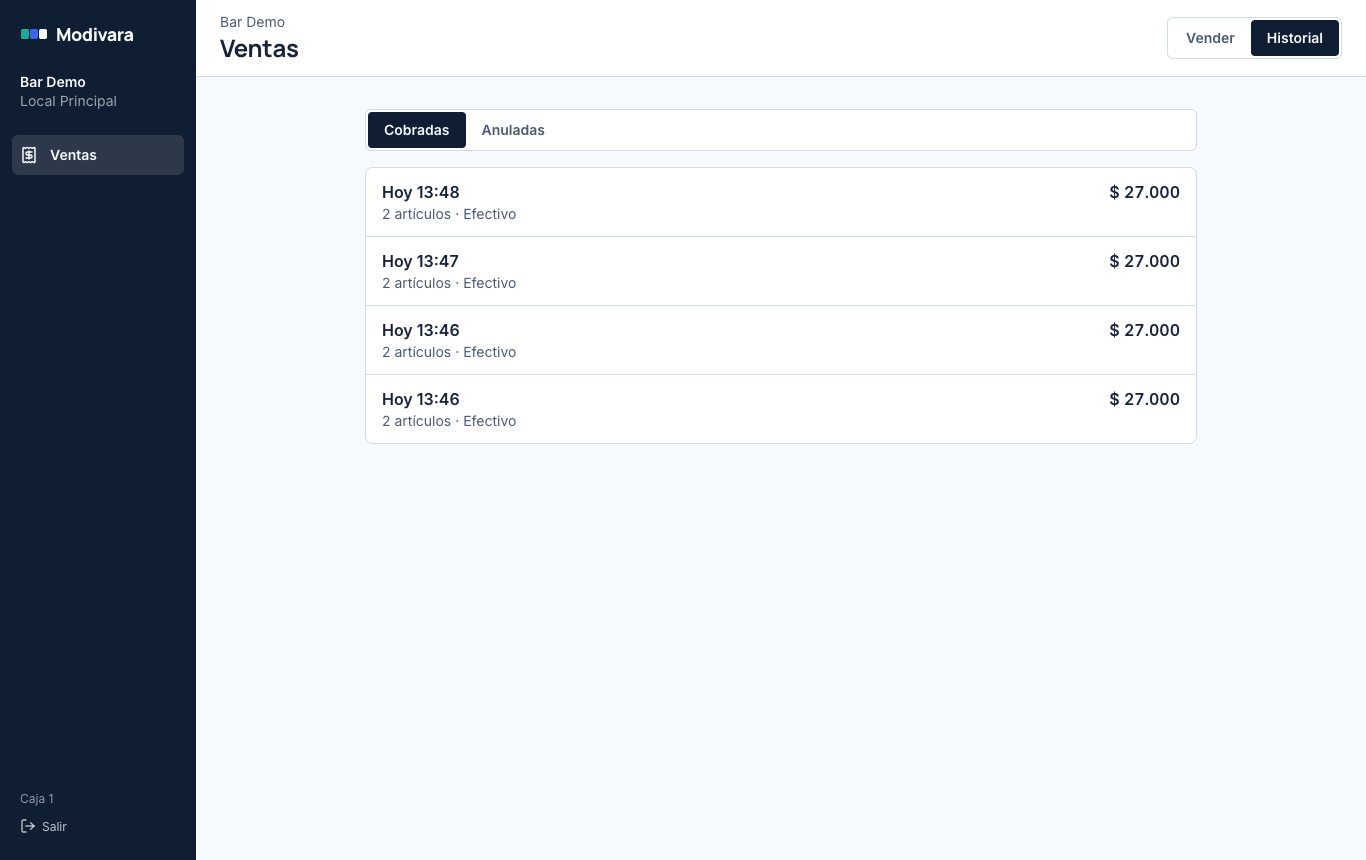 Modivara
Bar Demo
Local Principal
Ventas
Caja 1
Salir
Bar Demo
Ventas
Vender
Historial
Cobradas
Anuladas
Hoy 13:48
$ 27.000
2 artículos · Efectivo
Hoy 13:47
$ 27.000
2 artículos · Efectivo
Hoy 13:46
$ 27.000
2 artículos · Efectivo
Hoy 13:46
$ 27.000
2 artículos · Efectivo